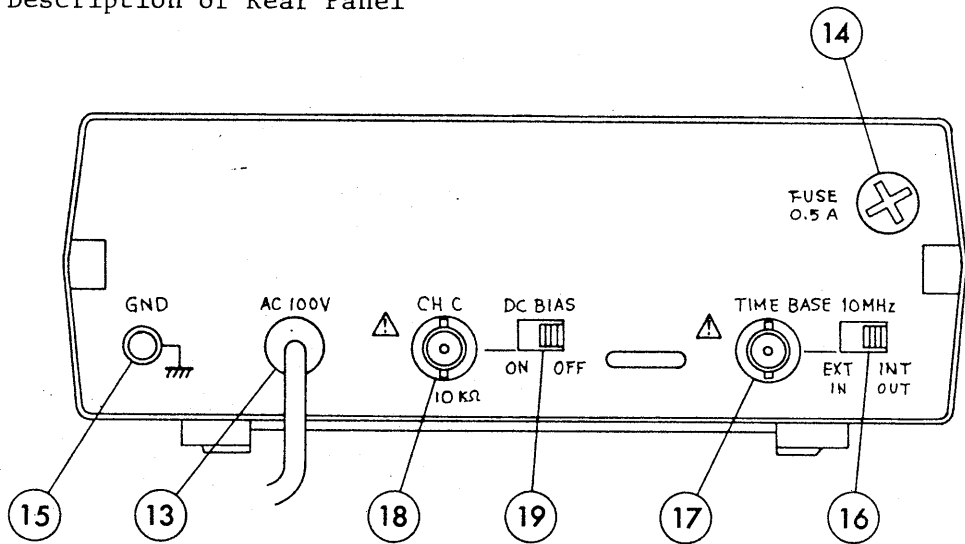 Description of Rear Panel
14
FUSE
0.5 A
GND
AC 100V
CH C
DC BIAS
TIME BASE 10MHz
ON OFF
EXT INT
IN OUT
10 KΩ
15
13
18
19
17
16